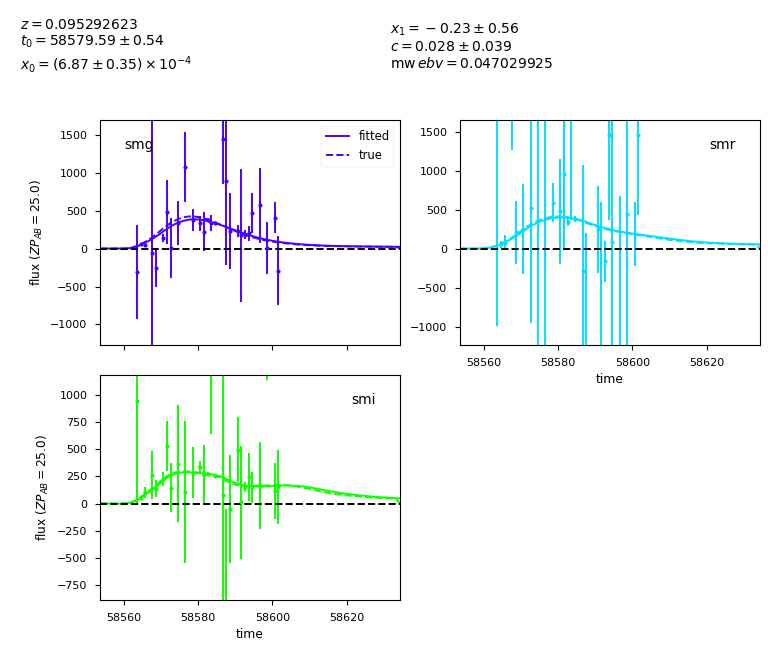 z = 0.095292623
t₀ = 58579.59 ± 0.54
x₀ = (6.87 ± 0.35) × 10⁻⁴
x₁ = −0.23 ± 0.56
c = 0.028 ± 0.039
mw ebv = 0.047029925
smg
fitted
true
1500
1000
500
0
−500
−1000
flux (ZP_AB = 25.0)
smr
1500
1000
500
0
−500
−1000
58560 58580 58600 58620
time
smi
1000
750
500
250
0
−250
−500
−750
flux (ZP_AB = 25.0)
58560 58580 58600 58620
time